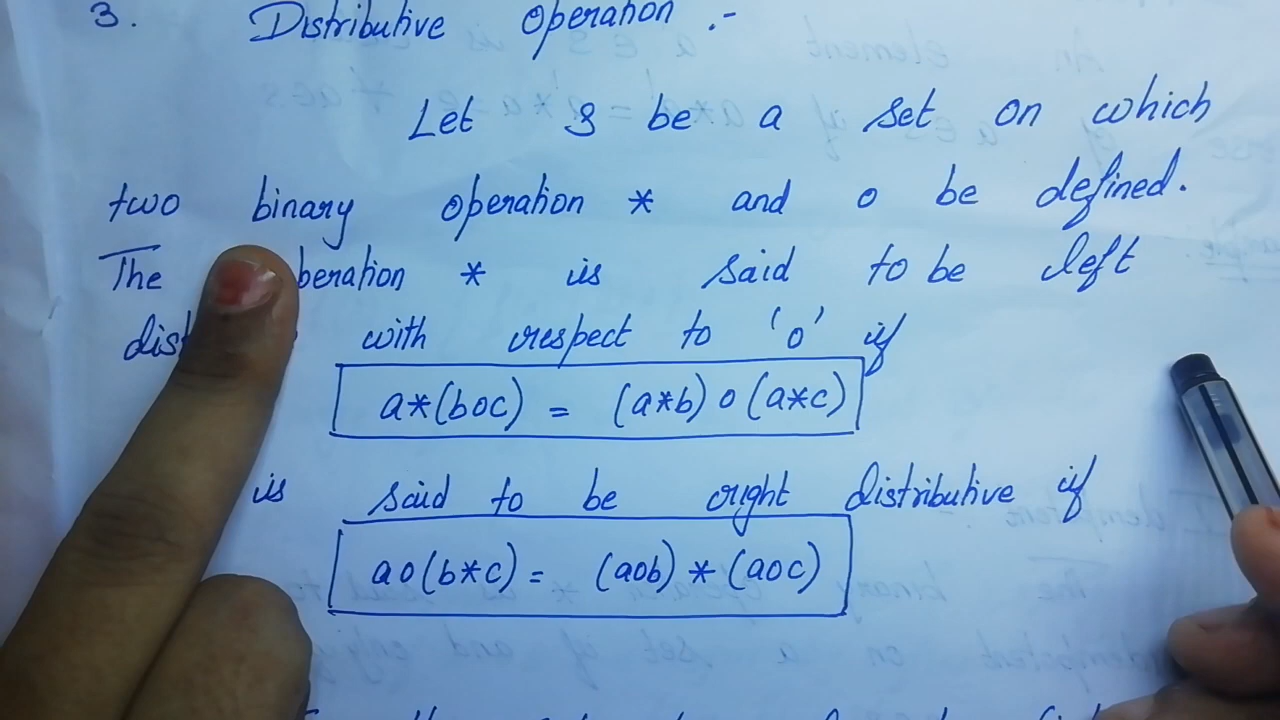 3. Distributive operation :-
Let S be a set on which
two binary operation * and o be defined.
The beration * is said to be left
dist with respect to 'o' if
a*(boc) = (a*b) o (a*c)
is said to be right distributive if
ao(b*c) = (aob) * (aoc)